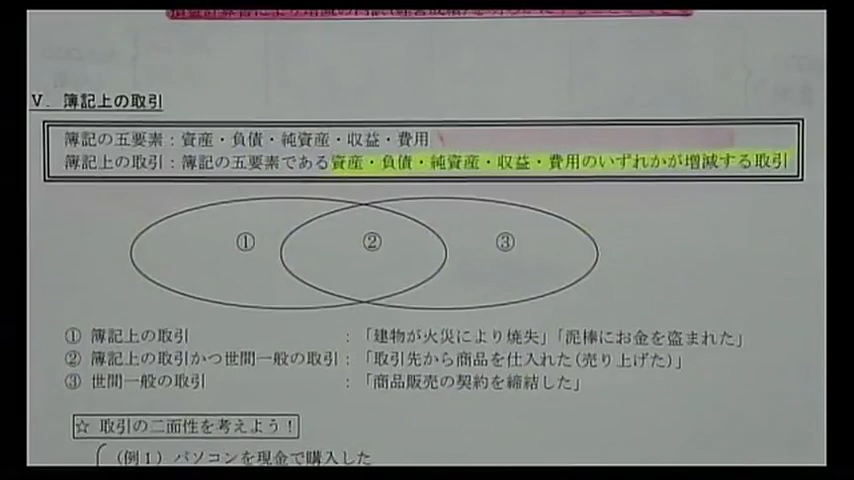 Ⅴ．簿記上の取引
簿記の五要素：資産・負債・純資産・収益・費用
簿記上の取引：簿記の五要素である資産・負債・純資産・収益・費用のいずれかが増減する取引
① ② ③
① 簿記上の取引 ：「建物が火災により焼失」「泥棒にお金を盗まれた」
② 簿記上の取引かつ世間一般の取引：「取引先から商品を仕入れた(売り上げた)」
③ 世間一般の取引 ：「商品販売の契約を締結した」
☆ 取引の二面性を考えよう！
（例１）パソコンを現金で購入した